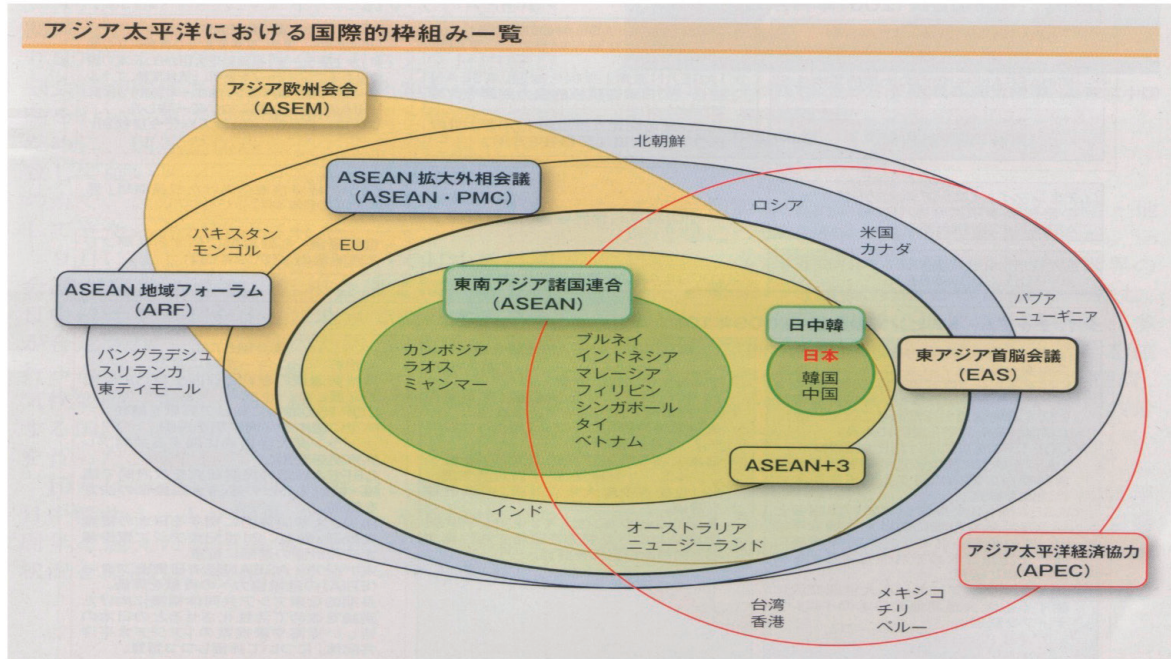 アジア太平洋における国際的枠組み一覧
アジア欧州会合
(ASEM)
北朝鮮
ASEAN 拡大外相会議
(ASEAN・PMC)
ロシア
米国
カナダ
パキスタン
モンゴル
EU
ASEAN 地域フォーラム
(ARF)
東南アジア諸国連合
(ASEAN)
パプア
ニューギニア
日中韓
日本
韓国
中国
東アジア首脳会議
(EAS)
バングラデシュ
スリランカ
東ティモール
カンボジア
ラオス
ミャンマー
ブルネイ
インドネシア
マレーシア
フィリピン
シンガポール
タイ
ベトナム
ASEAN+3
インド
オーストラリア
ニュージーランド
アジア太平洋経済協力
(APEC)
台湾
香港
メキシコ
チリ
ペルー